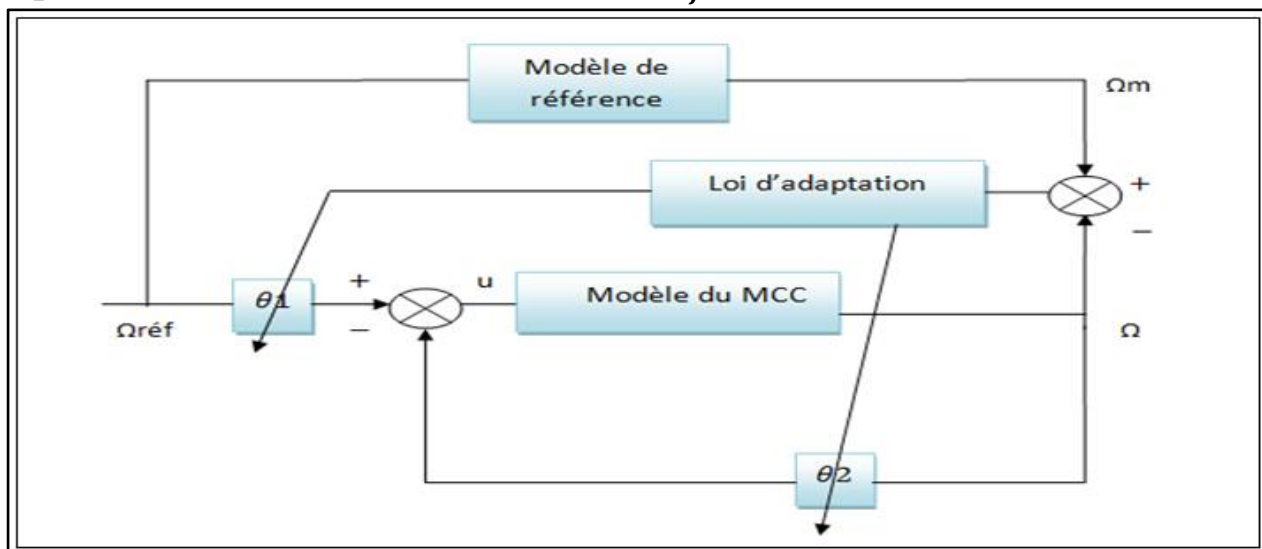 Modèle de
référence
Ωm
Loi d’adaptation
+
−
θ1
+
−
u
Modèle du MCC
Ωréf
Ω
θ2